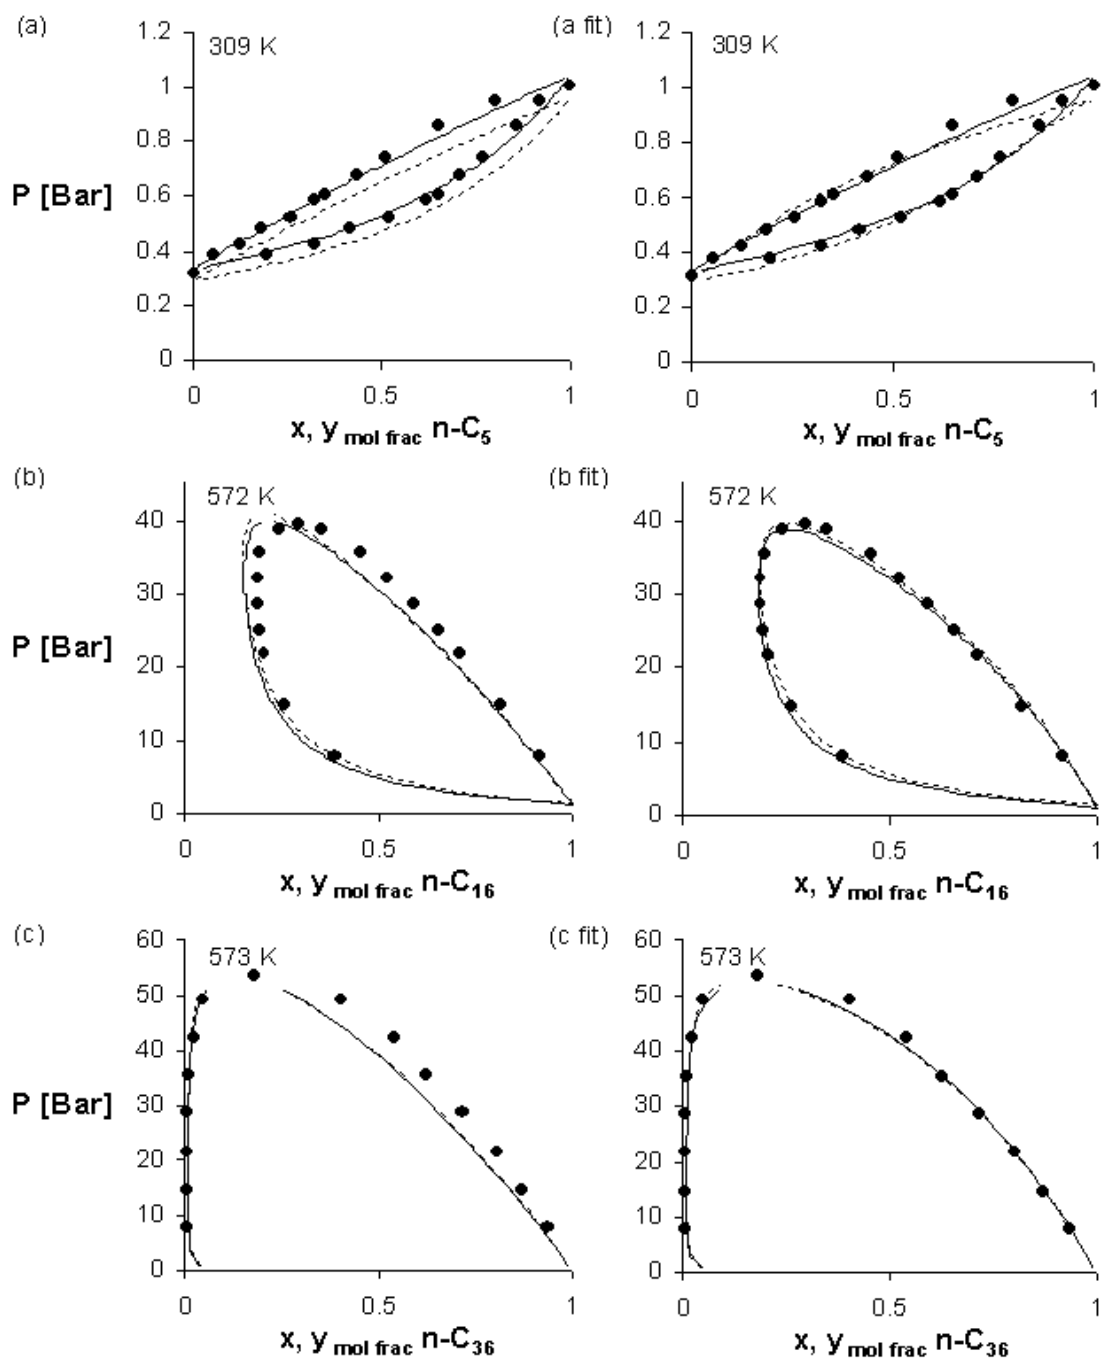 (a)
309 K
1.2
1
0.8
0.6
0.4
0.2
0
P [Bar]
0 0.5 1
x, y mol frac n-C5
(a fit)
309 K
1.2
1
0.8
0.6
0.4
0.2
0
0 0.5 1
x, y mol frac n-C5
(b)
572 K
40
30
20
10
0
P [Bar]
0 0.5 1
x, y mol frac n-C16
(b fit)
572 K
40
30
20
10
0
0 0.5 1
x, y mol frac n-C16
(c)
573 K
60
50
40
30
20
10
0
P [Bar]
0 0.5 1
x, y mol frac n-C36
(c fit)
573 K
60
50
40
30
20
10
0
0 0.5 1
x, y mol frac n-C36